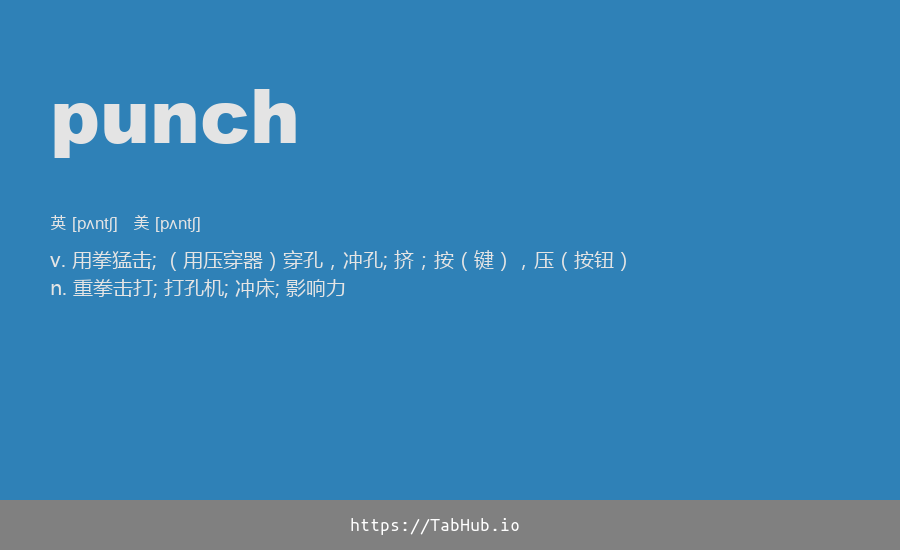 punch
英 [pʌntʃ] 美 [pʌntʃ]
v. 用拳猛击; （用压穿器）穿孔，冲孔; 挤；按（键），压（按钮）
n. 重拳击打; 打孔机; 冲床; 影响力
https://TabHub.io